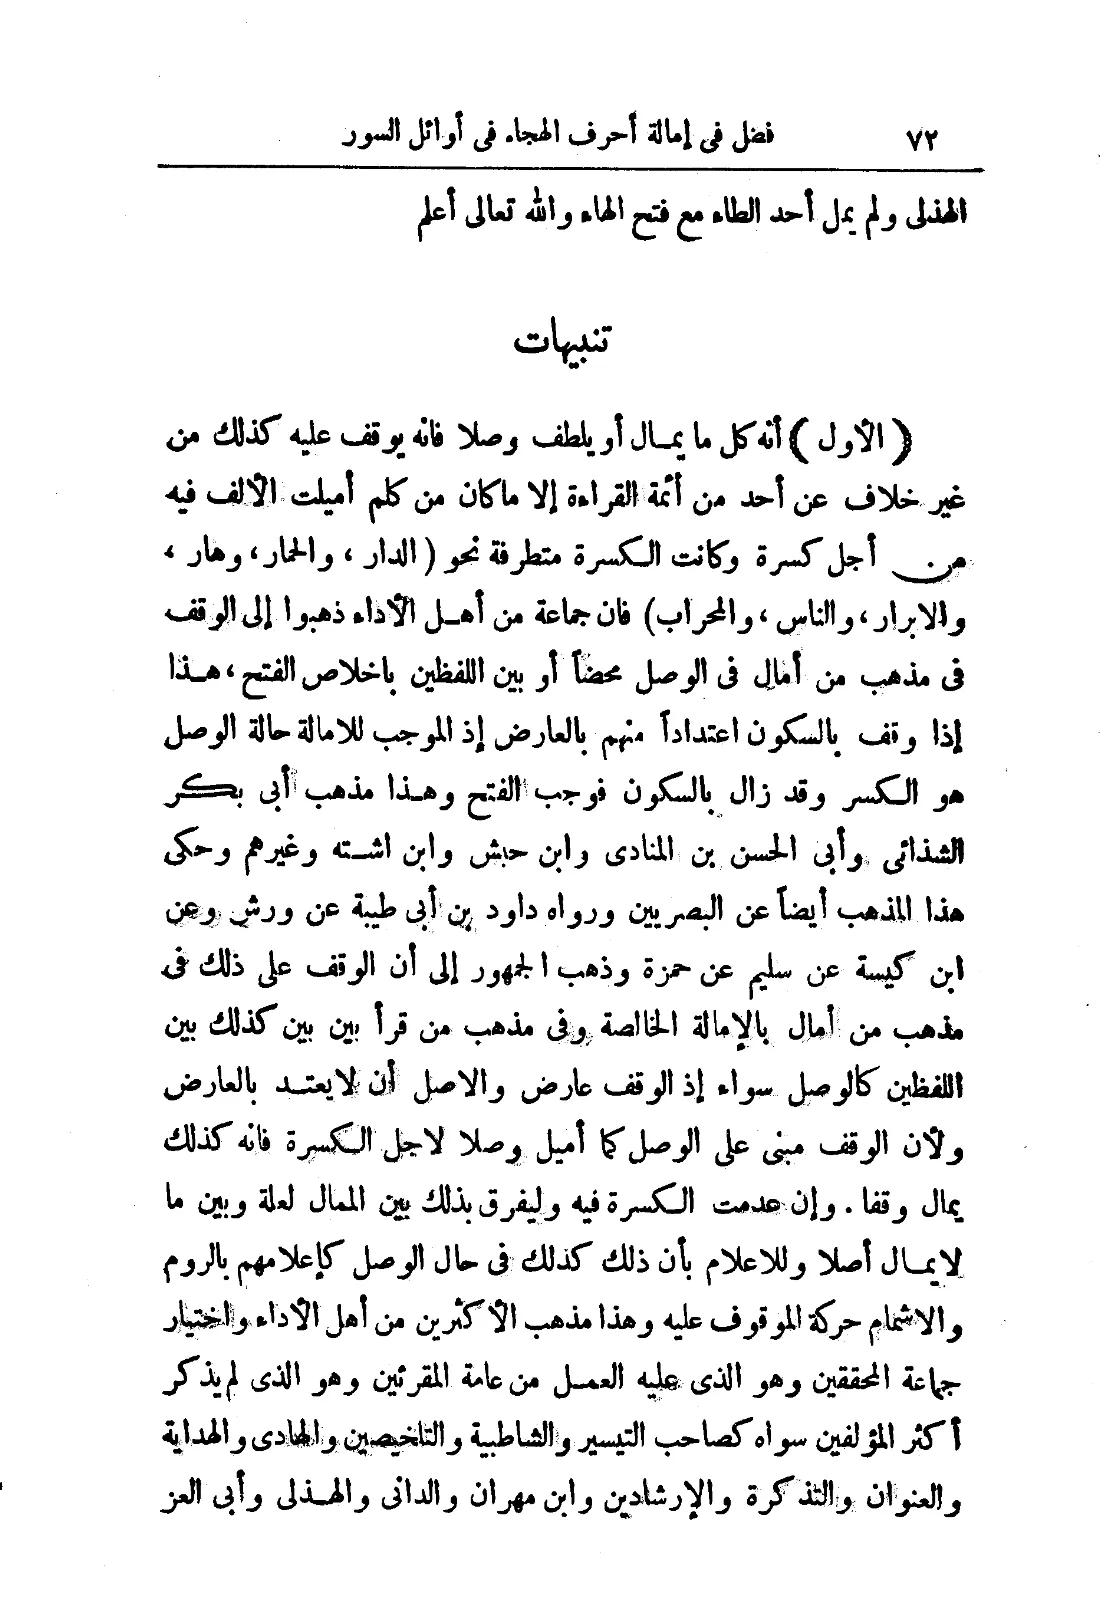 ٧٢ فصل فى إمالة أحرف الهجاء فى أوائل السور
الهذلى ولم يمل أحد الطاء مع فتح الهاء والله تعالى أعلم
تنبيهات
( الأول ) أنه كل ما يمـال أو يلطف وصلا فانه يوقف عليه كذلك من
غير خلاف عن أحد من أئمة القراءة إلا ماكان من كلم أميلت الألف فيه
من أجل كسرة وكانت الكسرة متطرفة نحو ( الدار ، والحمار، وهار ،
والابرار، والناس، والمحراب) فان جماعة من أهـل الأداء ذهبوا إلى الوقف
فى مذهب من أمال فى الوصل محضاً أو بين اللفظين باخلاص الفتح، هـذا
إذا وقف بالسكون اعتداداً منهم بالعارض إذ الموجب للامالة حالة الوصل
هو الكسر وقد زال بالسكون فوجب الفتح وهـذا مذهب أبى بكر
الشذائى وأبى الحسن بن المنادى وابن حبش وابن اشـته وغيرهم وحكى
هذا المذهب أيضاً عن البصريين ورواه داود بن أبى طيبة عن ورش وعن
ابن كيسة عن سليم عن حمزة وذهب الجمهور إلى أن الوقف على ذلك فى
مذهب من أمال بالإمالة الخالصة وفى مذهب من قرأ بين بين كذلك بين
اللفظين كالوصل سواء إذ الوقف عارض والاصل أن لايعتـد بالعارض
ولأن الوقف مبنى على الوصل كما أميل وصلا لاجل الكسرة فانه كذلك
يمال وقفا . وإن عدمت الكسرة فيه وليفرق بذلك بين الممال لعلة وبين ما
لايمـال أصلا وللاعلام بأن ذلك كذلك فى حال الوصل كإعلامهم بالروم
والاشمام حركة الموقوف عليه وهذا مذهب الأكثرين من أهل الأداء واختيار
جماعة المحققين وهو الذى عليه العمـل من عامة المقرئين وهو الذى لم يذكر
أكثر المؤلفين سواه كصاحب التيسير والشاطبية والتلخيصين والهادى والهداية
والعنوان والتذكرة والإرشادين وابن مهران والدانى والهـذلى وأبى العز